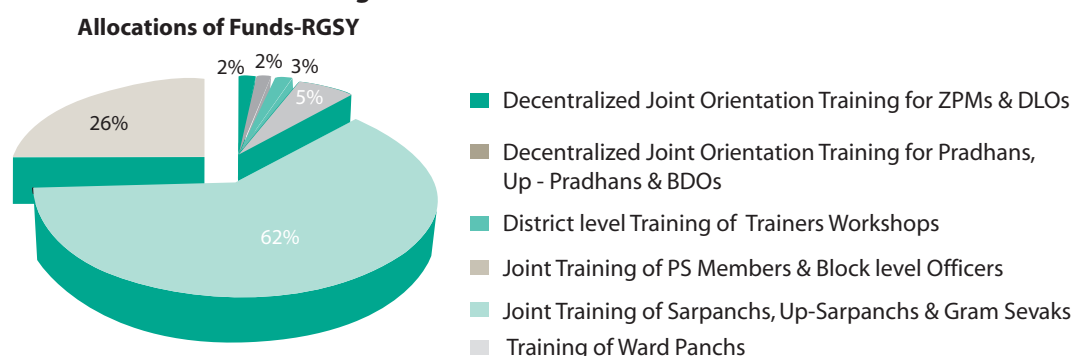 Allocations of Funds-RGSY
2% 2% 3%
5%
26%
62%
Decentralized Joint Orientation Training for ZPMs & DLOs
Decentralized Joint Orientation Training for Pradhans,
Up - Pradhans & BDOs
District level Training of Trainers Workshops
Joint Training of PS Members & Block level Officers
Joint Training of Sarpanchs, Up-Sarpanchs & Gram Sevaks
Training of Ward Panchs